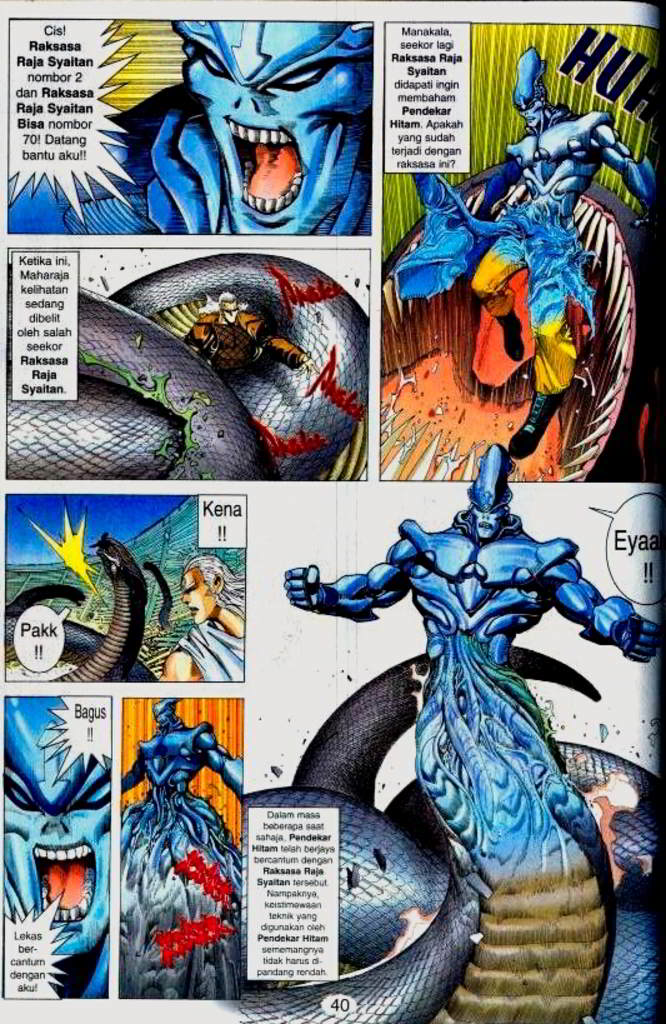 Cis!
Raksasa
Raja Syaitan
nombor 2
dan Raksasa
Raja Syaitan
Bisa nombor
70! Datang
bantu aku!!
Manakala,
seekor lagi
Raksasa Raja
Syaitan
didapati ingin
membaham
Pendekar
Hitam. Apakah
yang sudah
terjadi dengan
raksasa ini?
Ketika ini,
Maharaja
kelihatan
sedang
dibelit
oleh salah
seekor
Raksasa
Raja
Syaitan.
Kena
!!
Pakk
!!
Eyaa
!!
Bagus
!!
Lekas
ber-
cantum
dengan
aku!
Dalam masa
beberapa saat
sahaja, Pendekar
Hitam telah berjaya
bercantum dengan
Raksasa Raja
Syaitan tersebut.
Nampaknya,
keistimewaan
teknik yang
digunakan oleh
Pendekar Hitam
sememangnya
tidak harus di-
pandang rendah.
40